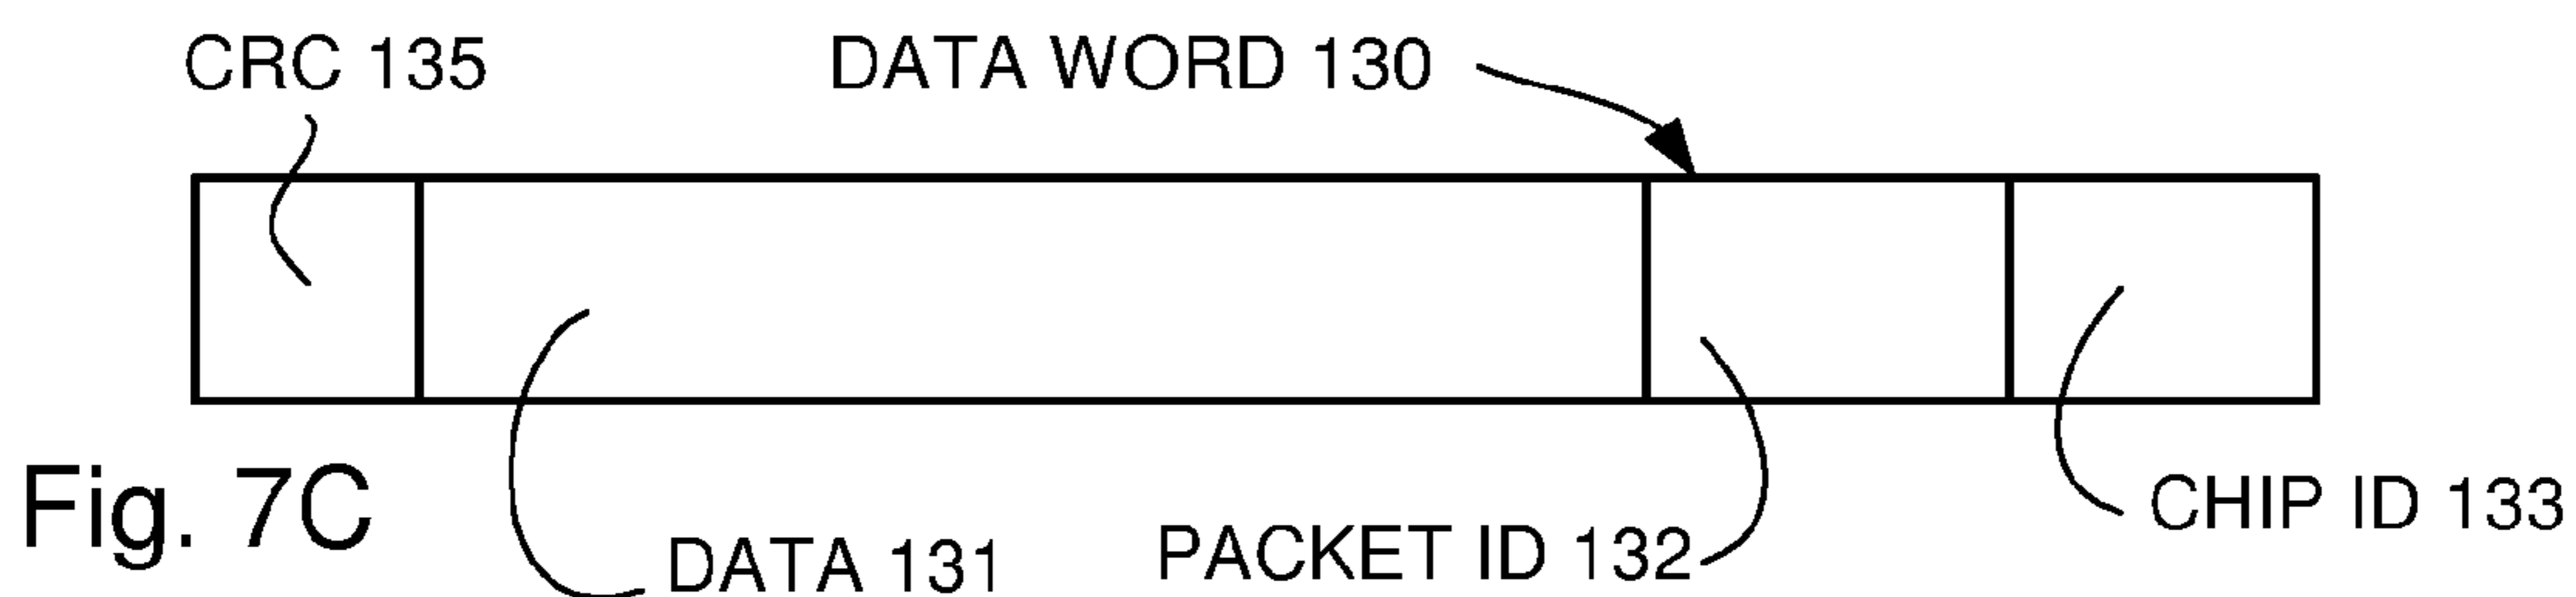 CRC 135
DATA WORD 130
Fig. 7C
DATA 131
PACKET ID 132
CHIP ID 133